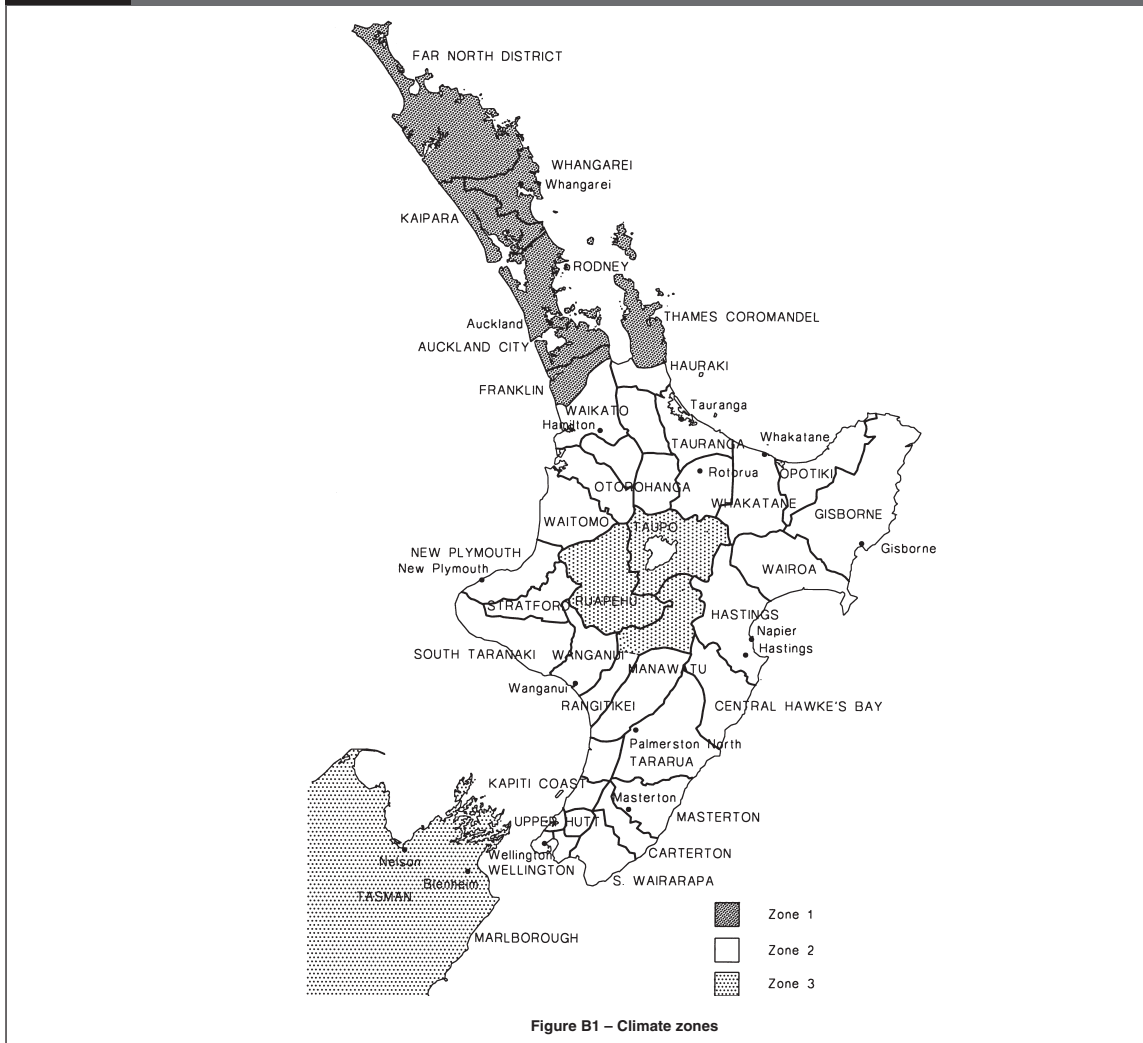 FAR NORTH DISTRICT
WHANGAREI
Whangarei
KAIPARA
RODNEY
THAMES COROMANDEL
Auckland
AUCKLAND CITY
HAURAKI
FRANKLIN
Tauranga
WAIKATO
Hamilton
TAURANGA
Whakatane
Rotorua
OPOTIKI
OTOROHANGA
WHAKATANE
GISBORNE
WAITOMO
TAUPO
Gisborne
NEW PLYMOUTH
New Plymouth
WAIROA
STRATFORD
RUAPEHU
HASTINGS
Napier
Hastings
SOUTH TARANAKI
WANGANUI
MANAWATU
Wanganui
RANGITIKEI
CENTRAL HAWKE'S BAY
Palmerston North
TARARUA
KAPITI COAST
Masterton
MASTERTON
UPPER HUTT
CARTERTON
Wellington
WELLINGTON
S. WAIRARAPA
Nelson
Blenheim
TASMAN
MARLBOROUGH
Zone 1
Zone 2
Zone 3
Figure B1 – Climate zones